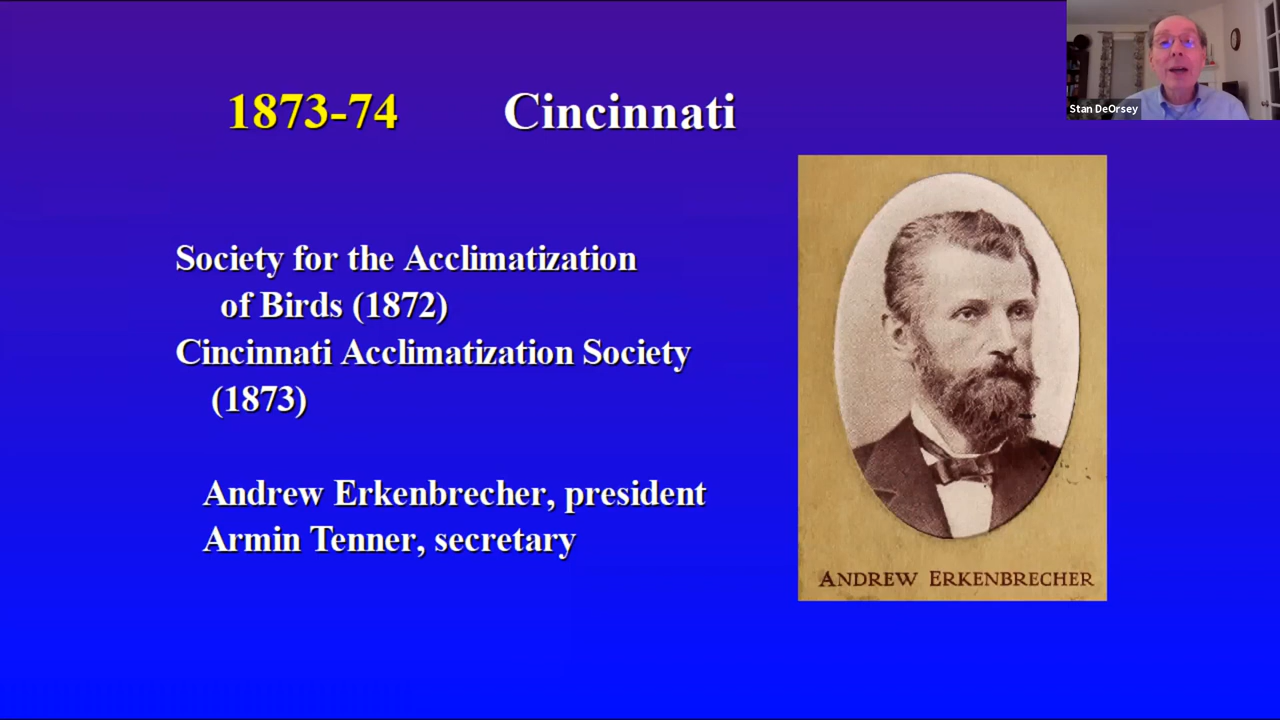 1873-74 Cincinnati
Stan DeOrsey
Society for the Acclimatization
of Birds (1872)
Cincinnati Acclimatization Society
(1873)
Andrew Erkenbrecher, president
Armin Tenner, secretary
ANDREW ERKENBRECHER